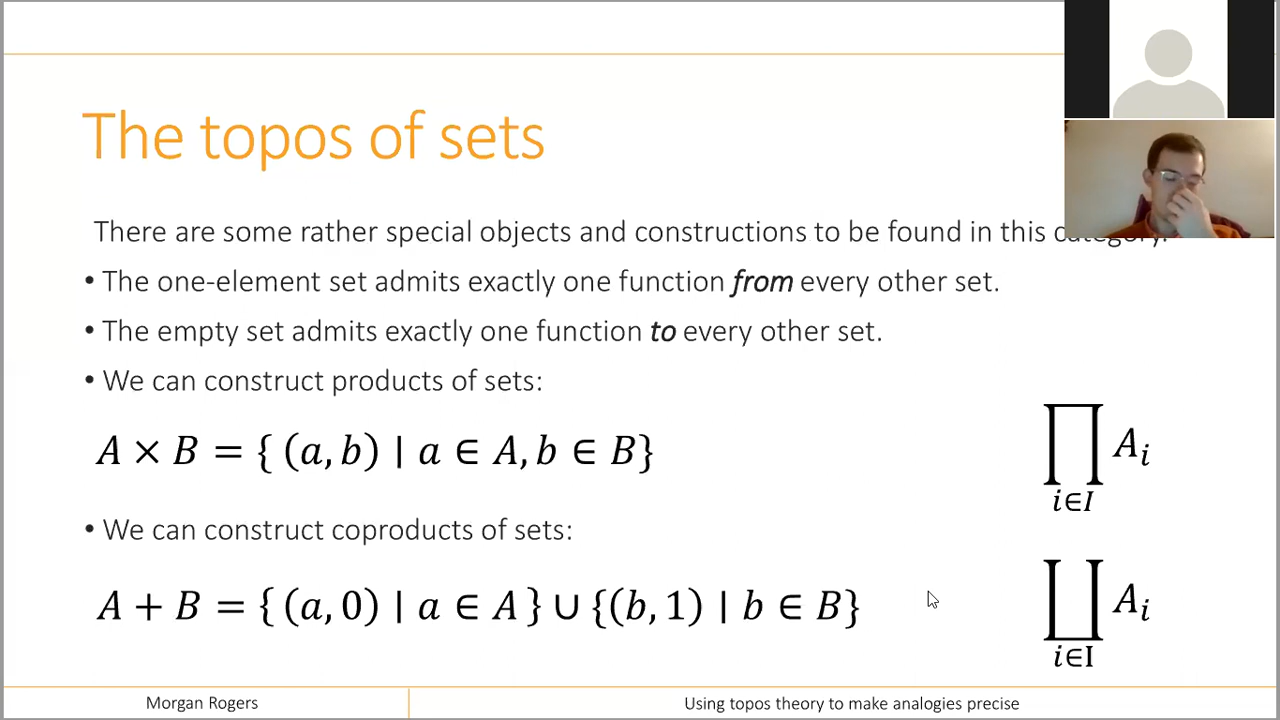 The topos of sets
There are some rather special objects and constructions to be found in this category.
• The one-element set admits exactly one function from every other set.
• The empty set admits exactly one function to every other set.
• We can construct products of sets:
A × B = { (a, b) | a ∈ A, b ∈ B}
∏ A_i
i∈I
• We can construct coproducts of sets:
A + B = { (a, 0) | a ∈ A } ∪ {(b, 1) | b ∈ B}
∐ A_i
i∈I
Morgan Rogers
Using topos theory to make analogies precise